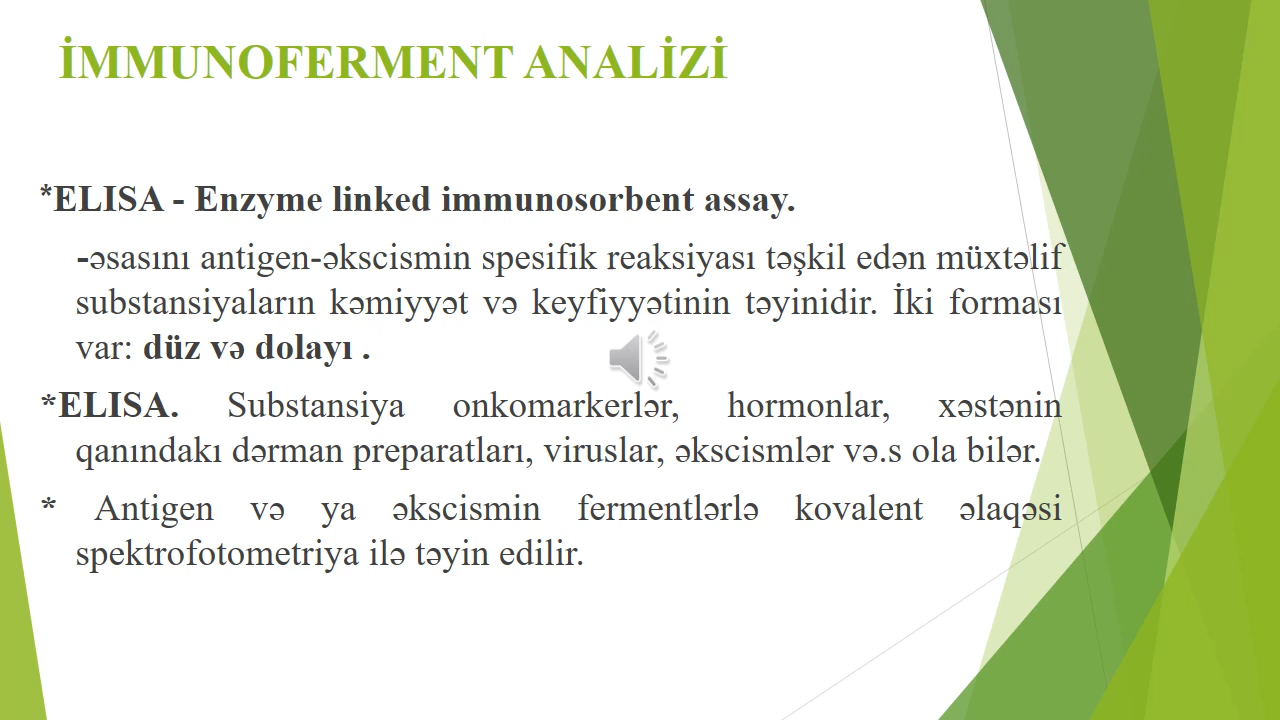 İMMUNOFERMENT ANALİZİ
*ELISA - Enzyme linked immunosorbent assay.
-əsasını antigen-əkscismin spesifik reaksiyası təşkil edən müxtəlif
substansiyaların kəmiyyət və keyfiyyətinin təyinidir. İki forması
var: düz və dolayı .
*ELISA. Substansiya onkomarkerlər, hormonlar, xəstənin
qanındakı dərman preparatları, viruslar, əkscismlər və.s ola bilər.
* Antigen və ya əkscismin fermentlərlə kovalent əlaqəsi
spektrofotometriya ilə təyin edilir.